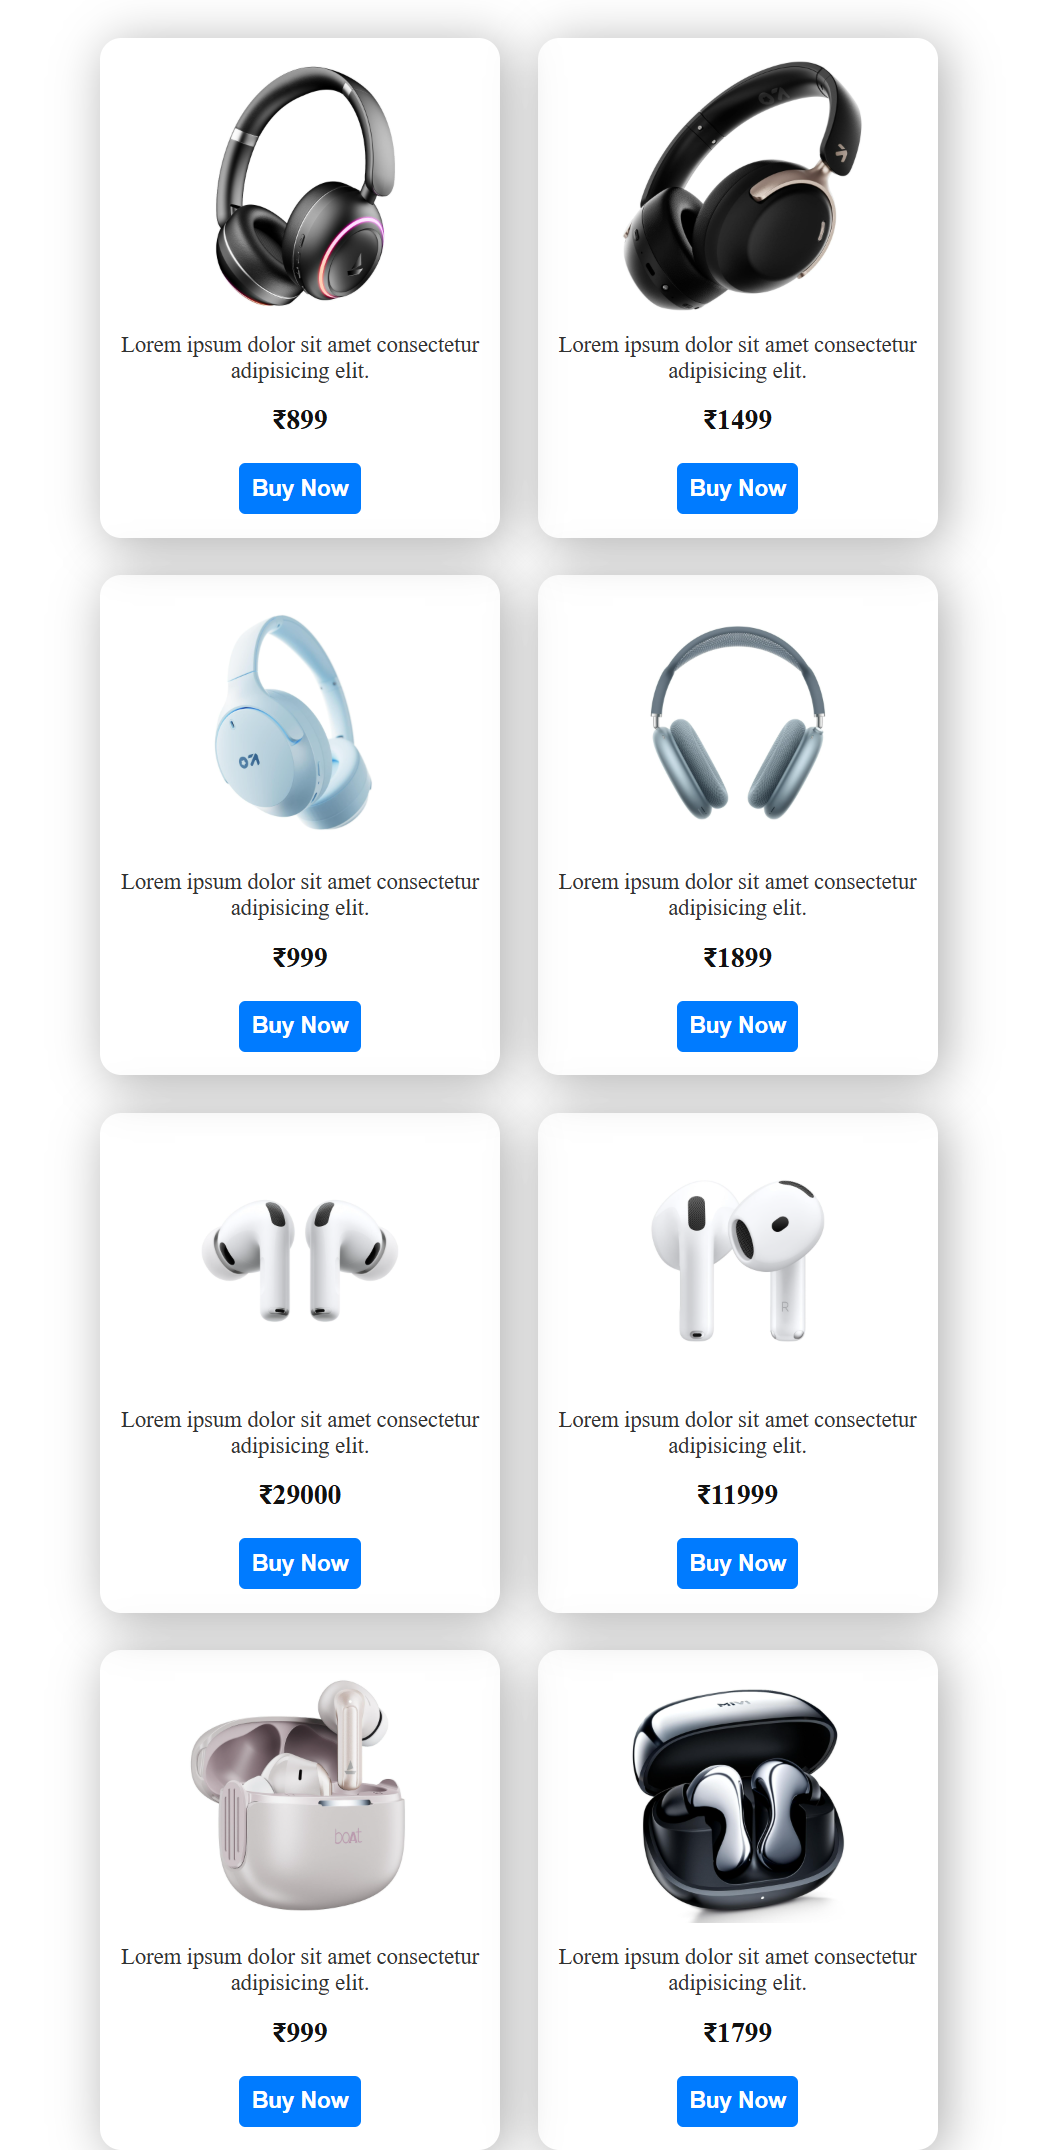 Lorem ipsum dolor sit amet consectetur
adipisicing elit.
₹899
Buy Now
Lorem ipsum dolor sit amet consectetur
adipisicing elit.
₹1499
Buy Now
Lorem ipsum dolor sit amet consectetur
adipisicing elit.
₹999
Buy Now
Lorem ipsum dolor sit amet consectetur
adipisicing elit.
₹1899
Buy Now
Lorem ipsum dolor sit amet consectetur
adipisicing elit.
₹29000
Buy Now
R
Lorem ipsum dolor sit amet consectetur
adipisicing elit.
₹11999
Buy Now
boAt
Lorem ipsum dolor sit amet consectetur
adipisicing elit.
₹999
Buy Now
MIVI
Lorem ipsum dolor sit amet consectetur
adipisicing elit.
₹1799
Buy Now